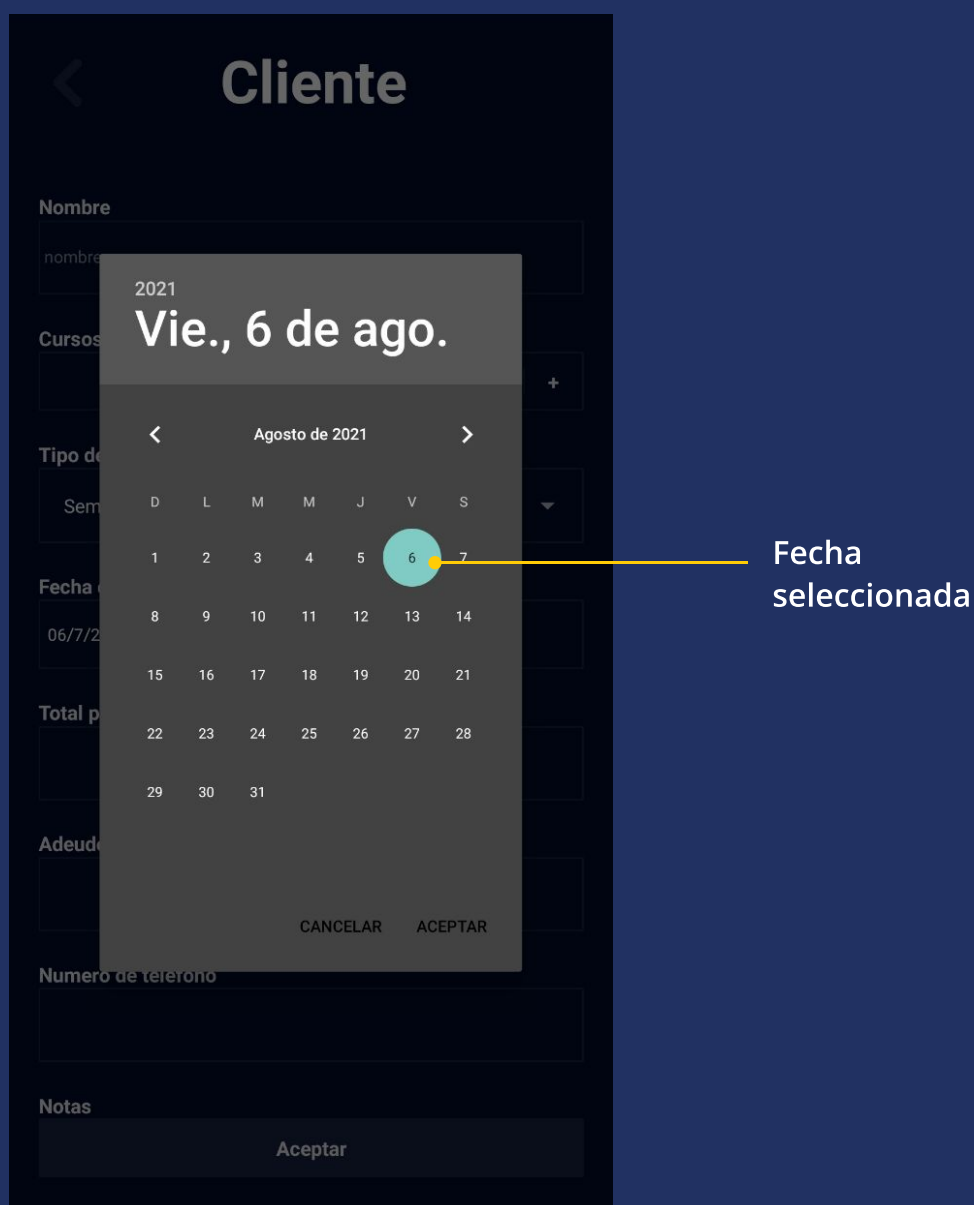 Cliente
Nombre
nombre
2021
Vie., 6 de ago.
Cursos
+
Agosto de 2021
Tipo de
Sem
D L M M J V S
1 2 3 4 5 6 7
Fecha
8 9 10 11 12 13 14
06/7/2
15 16 17 18 19 20 21
Total p
22 23 24 25 26 27 28
29 30 31
Adeudo
CANCELAR ACEPTAR
Numero de telefono
Notas
Aceptar
Fecha
seleccionada